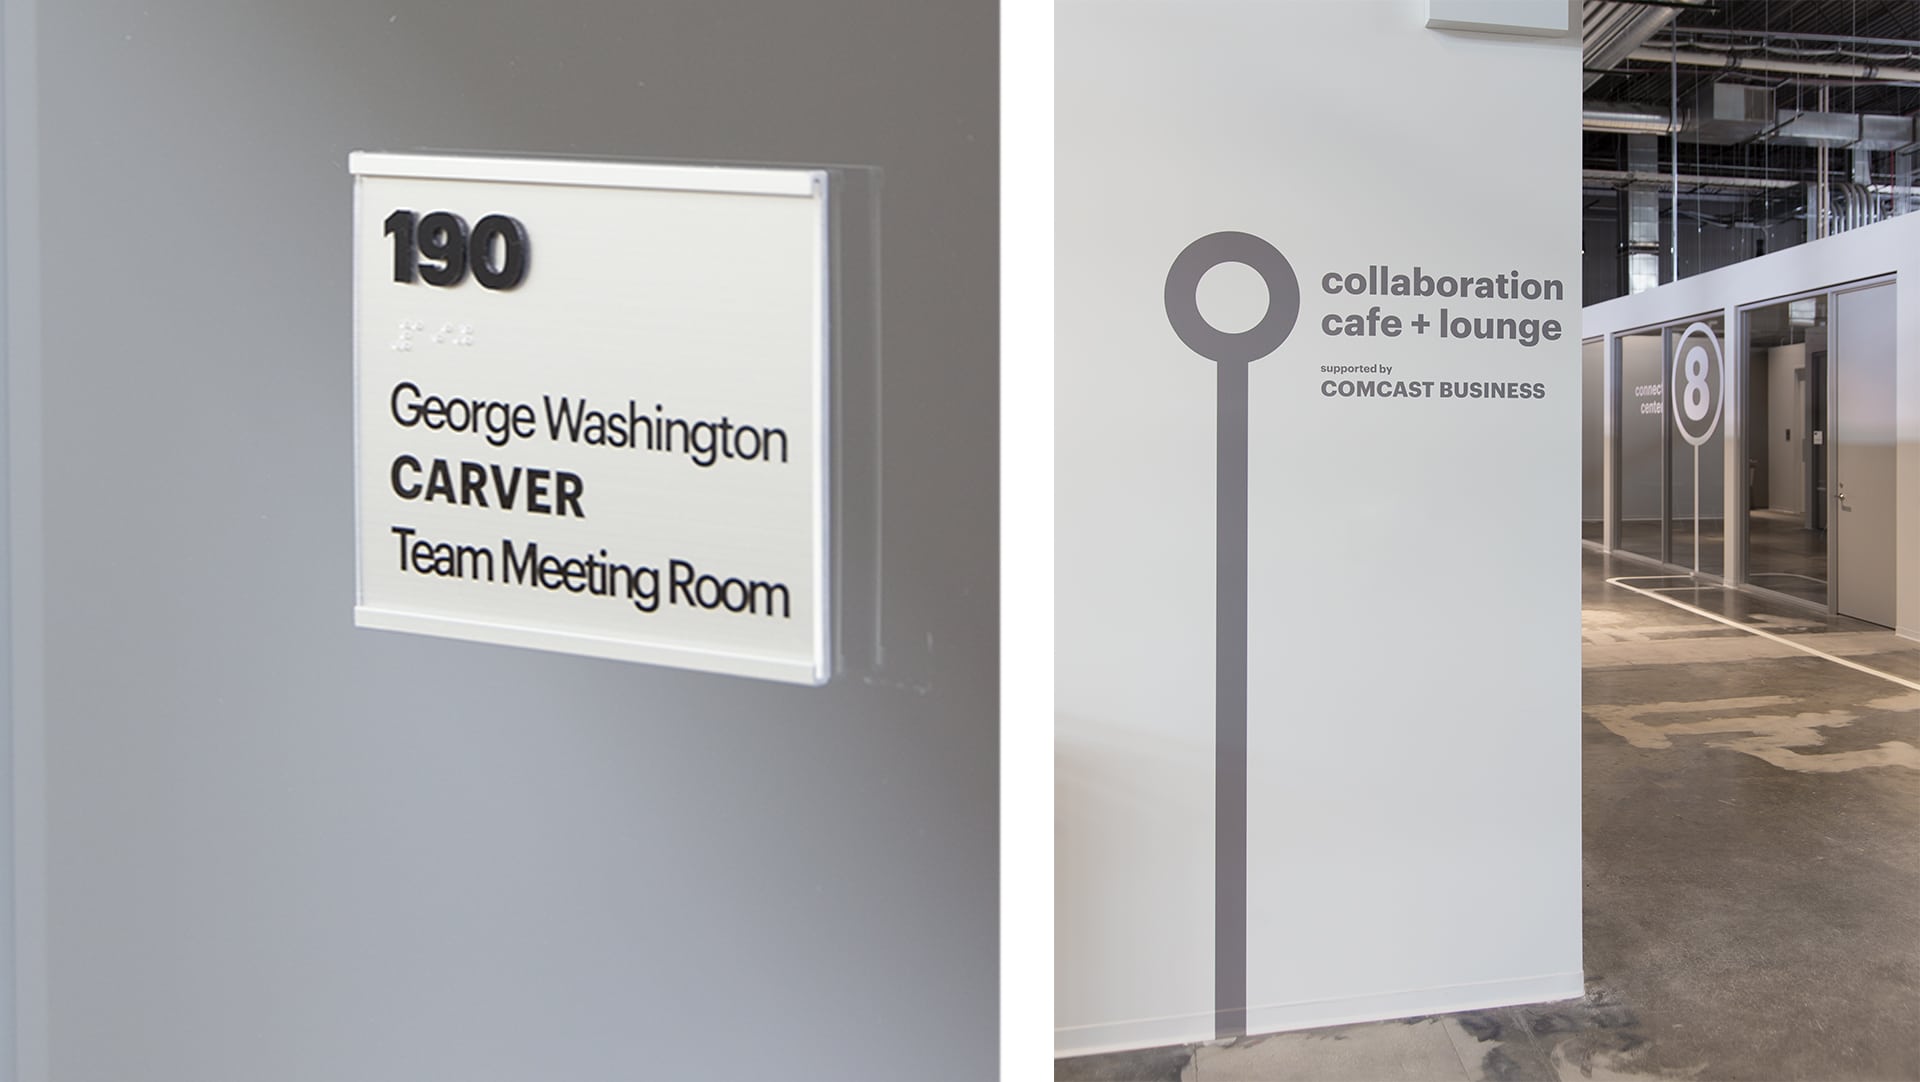 190
George Washington
CARVER
Team Meeting Room
collaboration
cafe + lounge
supported by
COMCAST BUSINESS
8